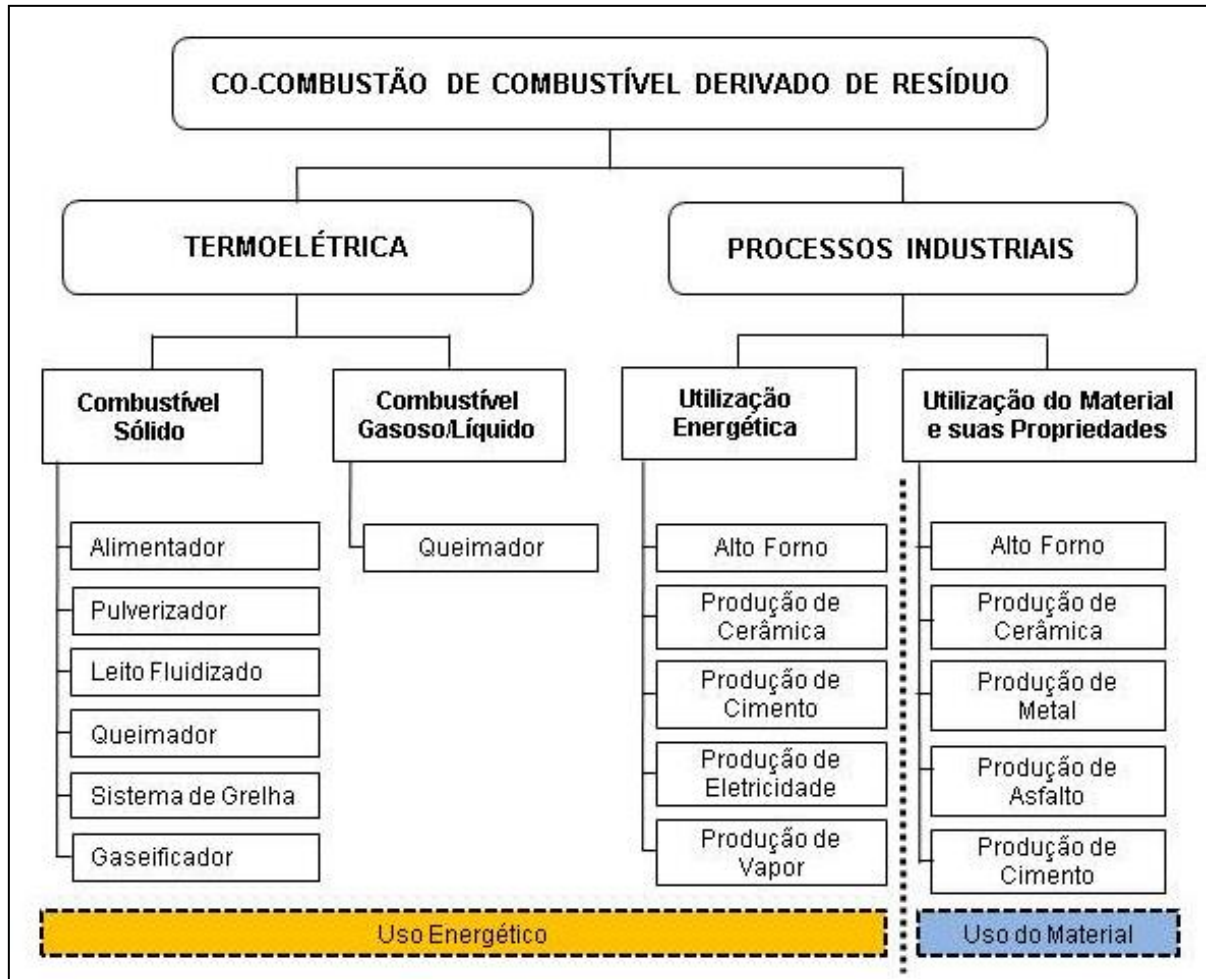 CO-COMBUSTÃO DE COMBUSTÍVEL DERIVADO DE RESÍDUO
TERMOELÉTRICA
PROCESSOS INDUSTRIAIS
Combustível
Sólido
Combustível
Gasoso/Líquido
Utilização
Energética
Utilização do Material
e suas Propriedades
Alimentador
Pulverizador
Leito Fluidizado
Queimador
Sistema de Grelha
Gaseificador
Queimador
Alto Forno
Produção de
Cerâmica
Produção de
Cimento
Produção de
Eletricidade
Produção de
Vapor
Alto Forno
Produção de
Cerâmica
Produção de
Metal
Produção de
Asfalto
Produção de
Cimento
Uso Energético
Uso do Material